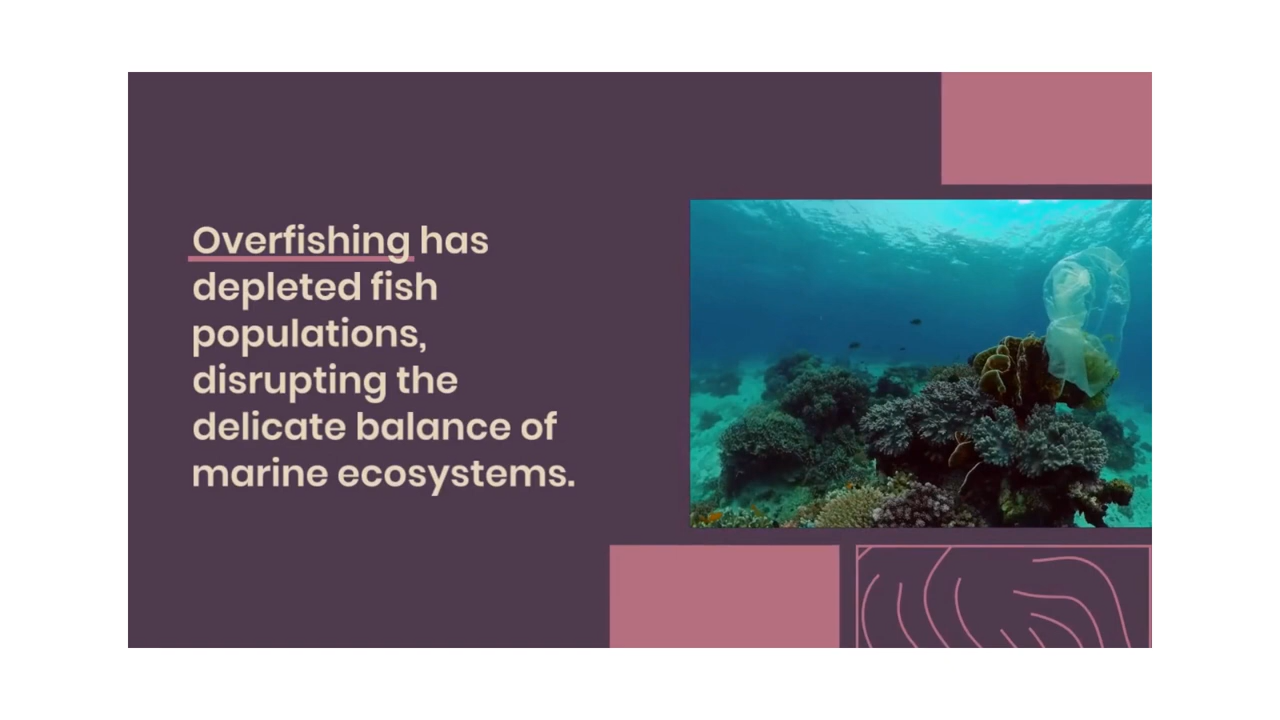 Overfishing has
depleted fish
populations,
disrupting the
delicate balance of
marine ecosystems.